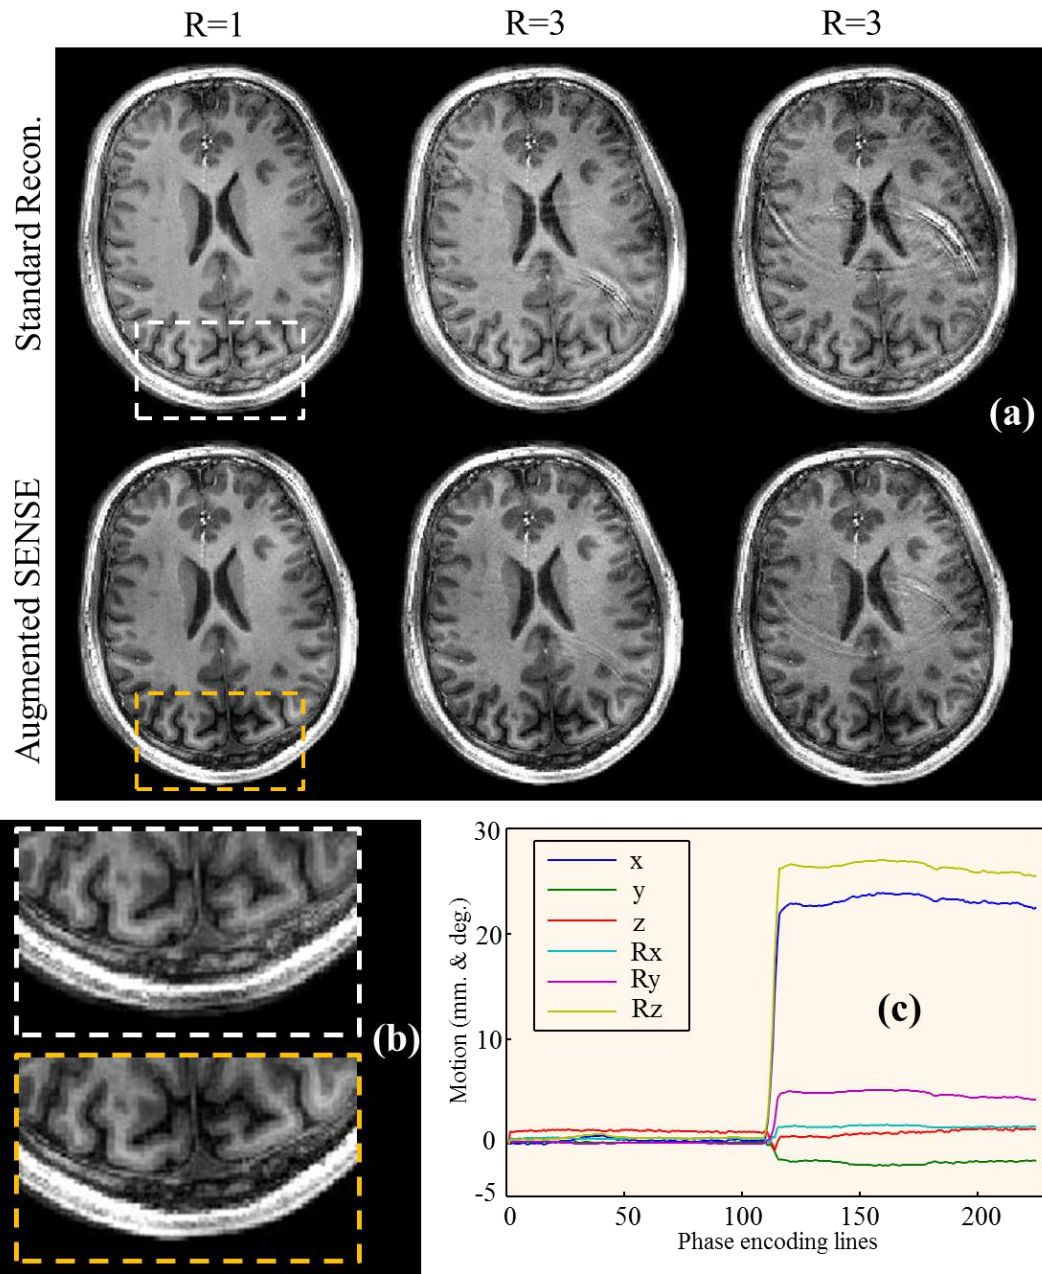 R=1 R=3 R=3
Standard Recon.
(a)
Augmented SENSE
(b)
30
20
10
0
-5
Motion (mm. & deg.)
x
y
z
Rx
Ry
Rz
(c)
0 50 100 150 200
Phase encoding lines